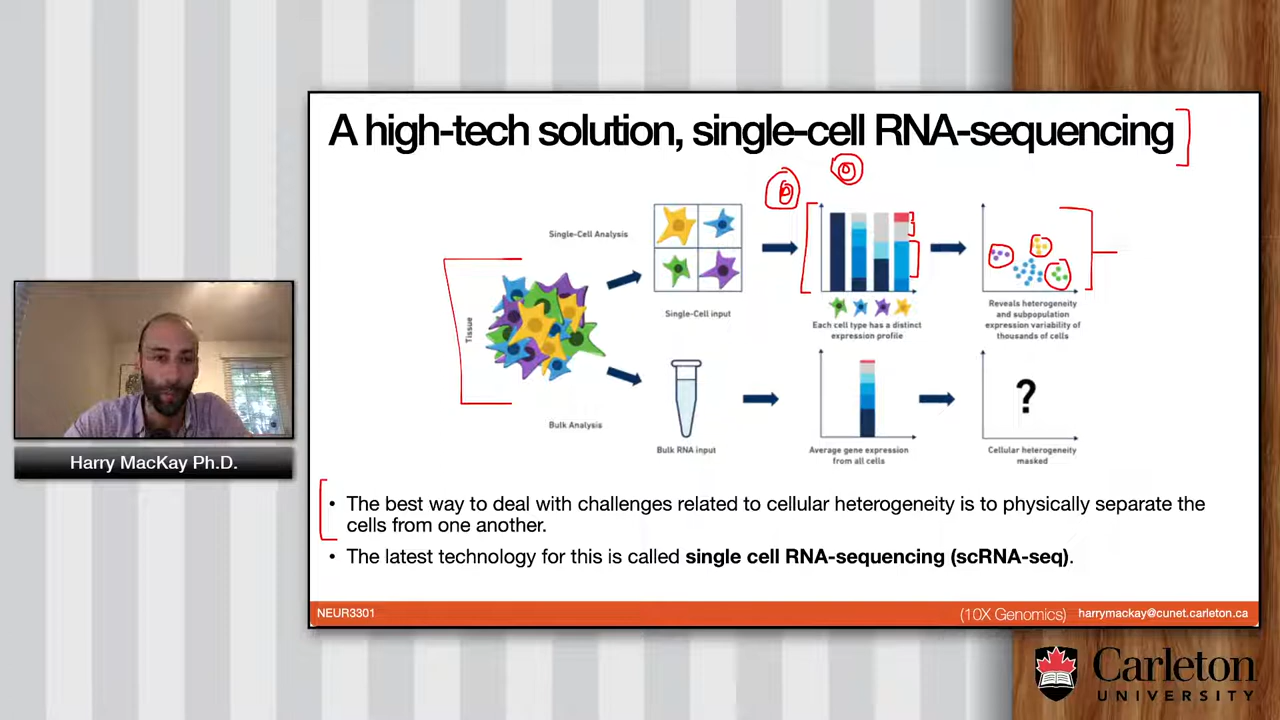 A high-tech solution, single-cell RNA-sequencing
Single-Cell Analysis
Tissue
Single-Cell input
Each cell type has a distinct
expression profile
Reveals heterogeneity
and subpopulation
expression variability of
thousands of cells
Bulk Analysis
Bulk RNA input
Average gene expression
from all cells
?
Cellular heterogeneity
masked
• The best way to deal with challenges related to cellular heterogeneity is to physically separate the
cells from one another.
• The latest technology for this is called single cell RNA-sequencing (scRNA-seq).
NEUR3301
(10X Genomics) harrymackay@cunet.carleton.ca
Harry MacKay Ph.D.
Carleton
UNIVERSITY